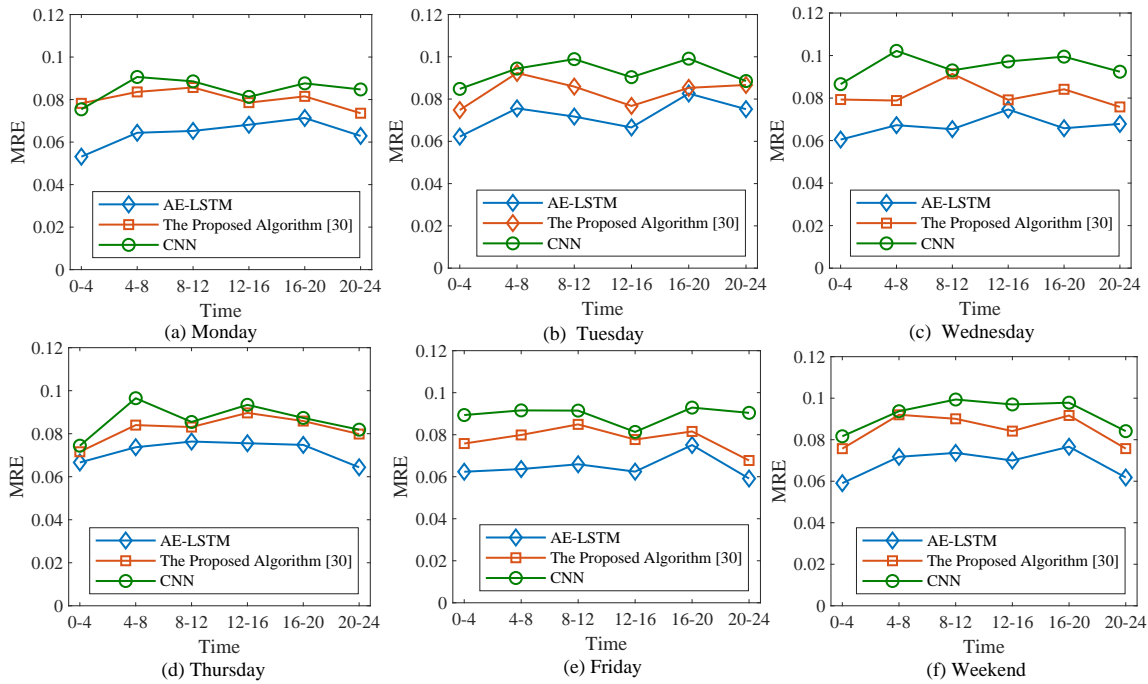 0.12
0.1
0.08
0.06
0.04
0.02
0
MRE
AE-LSTM
The Proposed Algorithm [30]
CNN
0-4 4-8 8-12 12-16 16-20 20-24
Time
(a) Monday
0.12
0.1
0.08
0.06
0.04
0.02
0
MRE
AE-LSTM
The Proposed Algorithm [30]
CNN
0-4 4-8 8-12 12-16 16-20 20-24
Time
(b) Tuesday
0.12
0.1
0.08
0.06
0.04
0.02
0
MRE
AE-LSTM
The Proposed Algorithm [30]
CNN
0-4 4-8 8-12 12-16 16-20 20-24
Time
(c) Wednesday
0.12
0.1
0.08
0.06
0.04
0.02
0
MRE
AE-LSTM
The Proposed Algorithm [30]
CNN
0-4 4-8 8-12 12-16 16-20 20-24
Time
(d) Thursday
0.12
0.1
0.08
0.06
0.04
0.02
0
MRE
AE-LSTM
The Proposed Algorithm [30]
CNN
0-4 4-8 8-12 12-16 16-20 20-24
Time
(e) Friday
0.12
0.1
0.08
0.06
0.04
0.02
0
MRE
AE-LSTM
The Proposed Algorithm [30]
CNN
0-4 4-8 8-12 12-16 16-20 20-24
Time
(f) Weekend